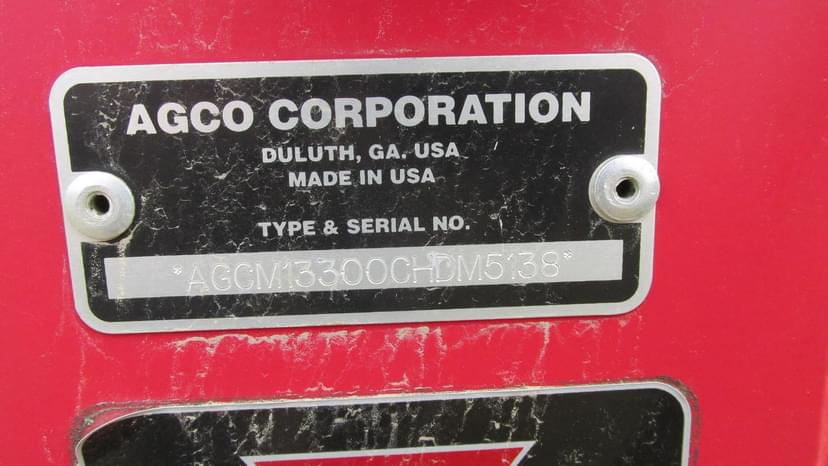 AGCO CORPORATION
DULUTH, GA. USA
MADE IN USA
TYPE & SERIAL NO.
*AGCM13300CHDM5138*